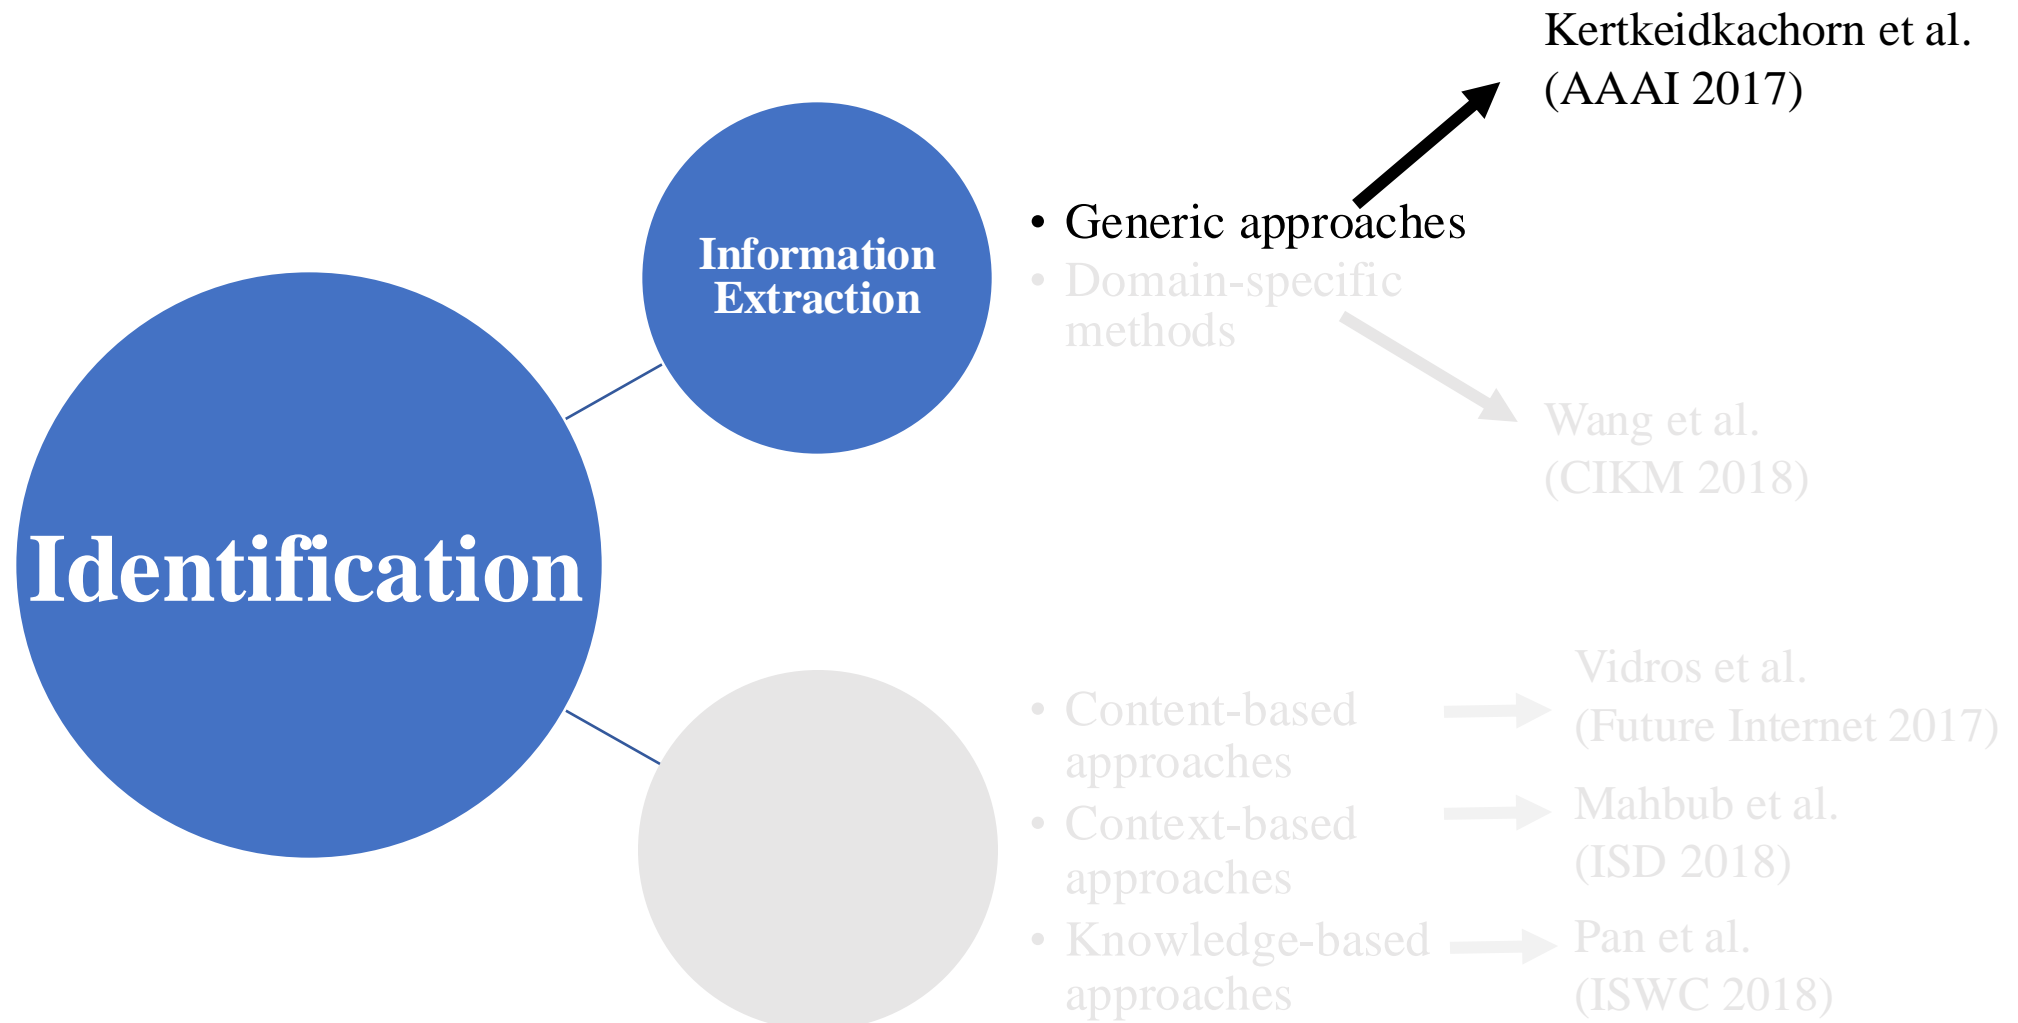 Kertkeidkachorn et al.
(AAAI 2017)
Information
Extraction
• Generic approaches
• Domain-specific
methods
Wang et al.
(CIKM 2018)
Identification
• Content-based
approaches
Vidros et al.
(Future Internet 2017)
• Context-based
approaches
Mahbub et al.
(ISD 2018)
• Knowledge-based
approaches
Pan et al.
(ISWC 2018)